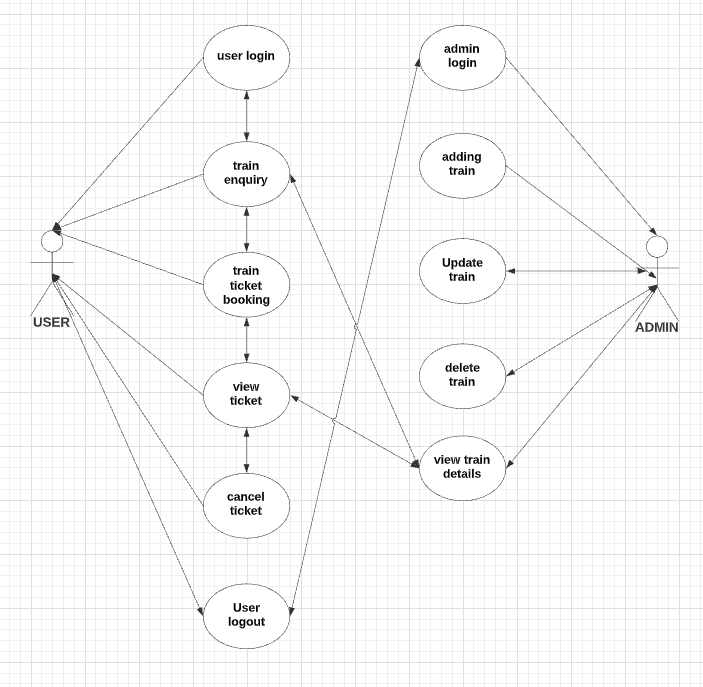 user login
train
enquiry
train
ticket
booking
view
ticket
cancel
ticket
User
logout
USER
admin
login
adding
train
Update
train
delete
train
view train
details
ADMIN